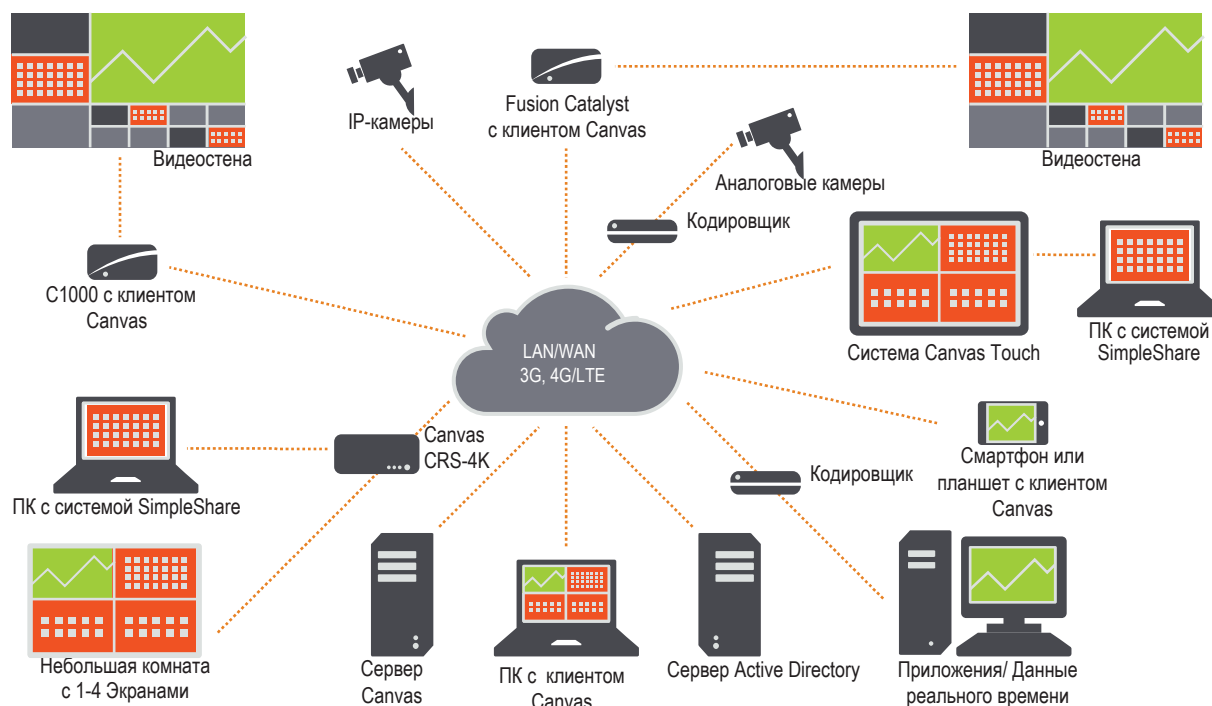 Видеостена
IP-камеры
Fusion Catalyst
с клиентом Canvas
Аналоговые камеры
Видеостена
Кодировщик
C1000 с клиентом
Canvas
LAN/WAN
3G, 4G/LTE
Система Canvas Touch
ПК с системой
SimpleShare
Canvas
CRS-4K
ПК с системой SimpleShare
Кодировщик
Смартфон или
планшет с клиентом
Canvas
Небольшая комната
с 1-4 Экранами
Сервер
Canvas
ПК с клиентом
Canvas
Сервер Active Directory
Приложения/ Данные
реального времени